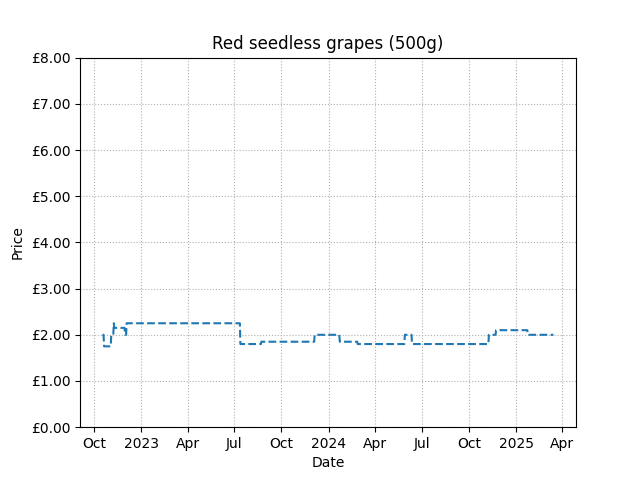 Red seedless grapes (500g)
£8.00
£7.00
£6.00
£5.00
£4.00
£3.00
£2.00
£1.00
£0.00
Price
Oct 2023 Apr Jul Oct 2024 Apr Jul Oct 2025 Apr
Date